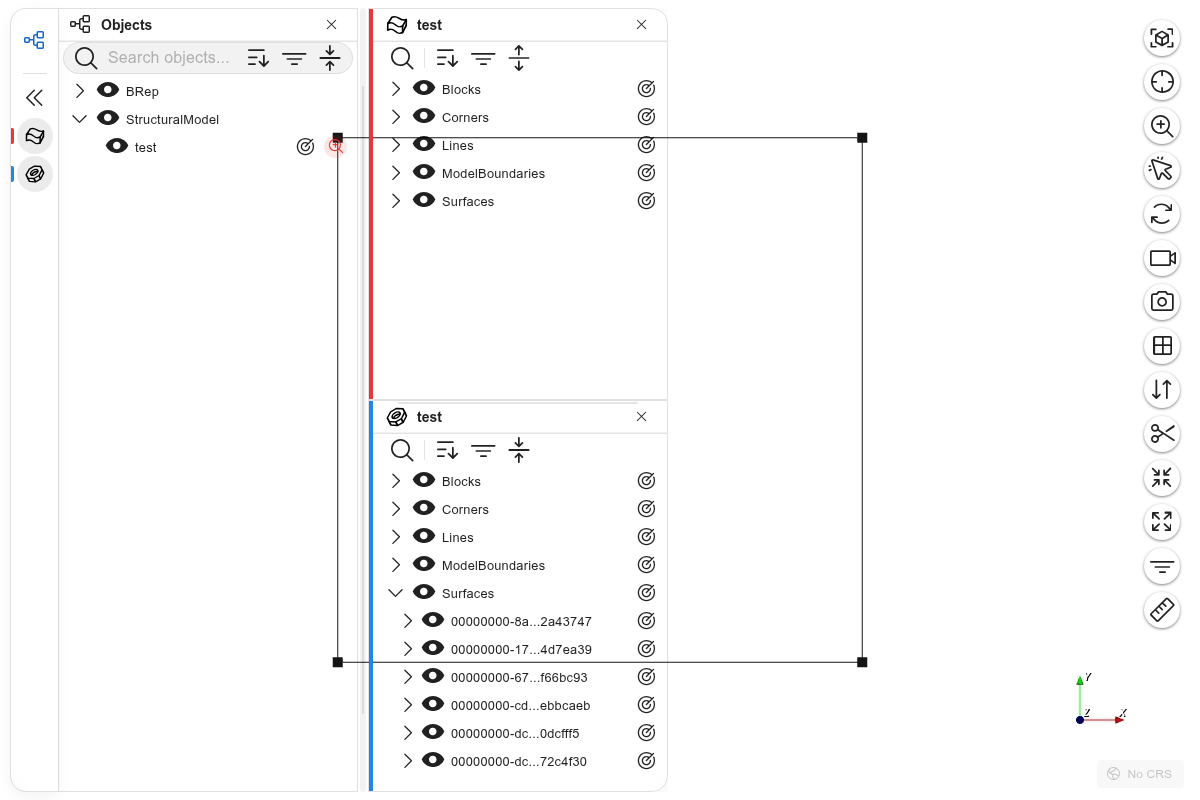 Objects
Search objects...
BRep
StructuralModel
test
test
Blocks
Corners
Lines
ModelBoundaries
Surfaces
test
Blocks
Corners
Lines
ModelBoundaries
Surfaces
00000000-8a...2a43747
00000000-17...4d7ea39
00000000-67...f66bc93
00000000-cd...ebbcaeb
00000000-dc...0dcfff5
00000000-dc...72c4f30
Y
Z X
No CRS